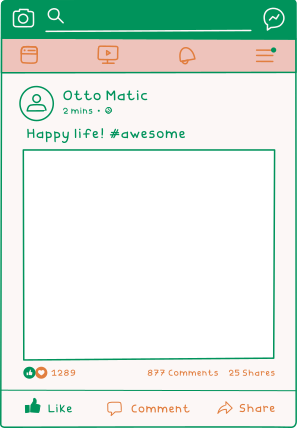 Otto Matic
2 mins •
Happy life! #awesome
1289 877 Comments 25 Shares
Like Comment Share